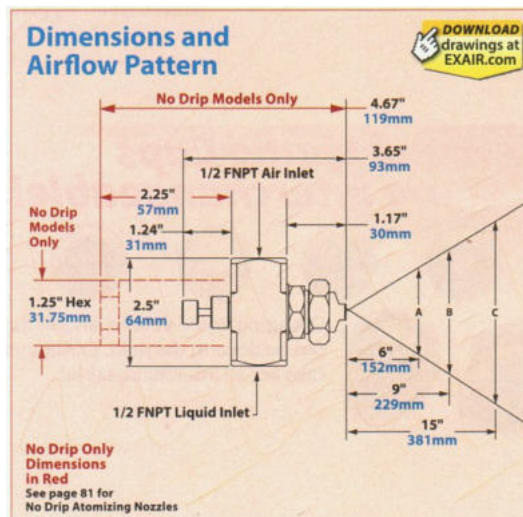 Dimensions and
Airflow Pattern
DOWNLOAD
drawings at
EXAIR.com
No Drip Models Only
4.67"
119mm
3.65"
93mm
1/2 FNPT Air Inlet
2.25"
57mm
1.17"
30mm
No Drip
Models
Only
1.24"
31mm
1.25" Hex
31.75mm
2.5"
64mm
A
B
C
6"
152mm
9"
229mm
1/2 FNPT Liquid Inlet
15"
381mm
No Drip Only
Dimensions
in Red
See page 81 for
No Drip Atomizing Nozzles